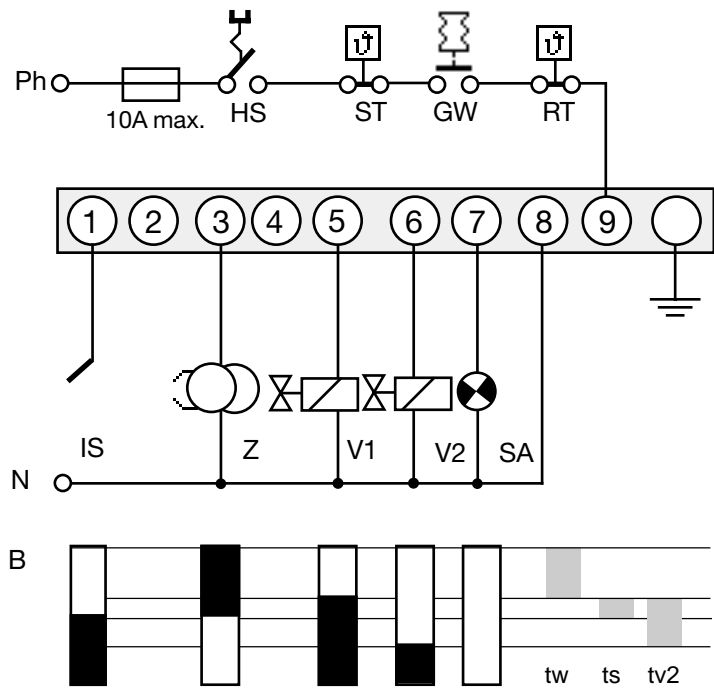 ϑ ϑ
Ph
10A max. HS ST GW RT
1 2 3 4 5 6 7 8 9
IS Z V1 V2 SA
N
B
tw ts tv2